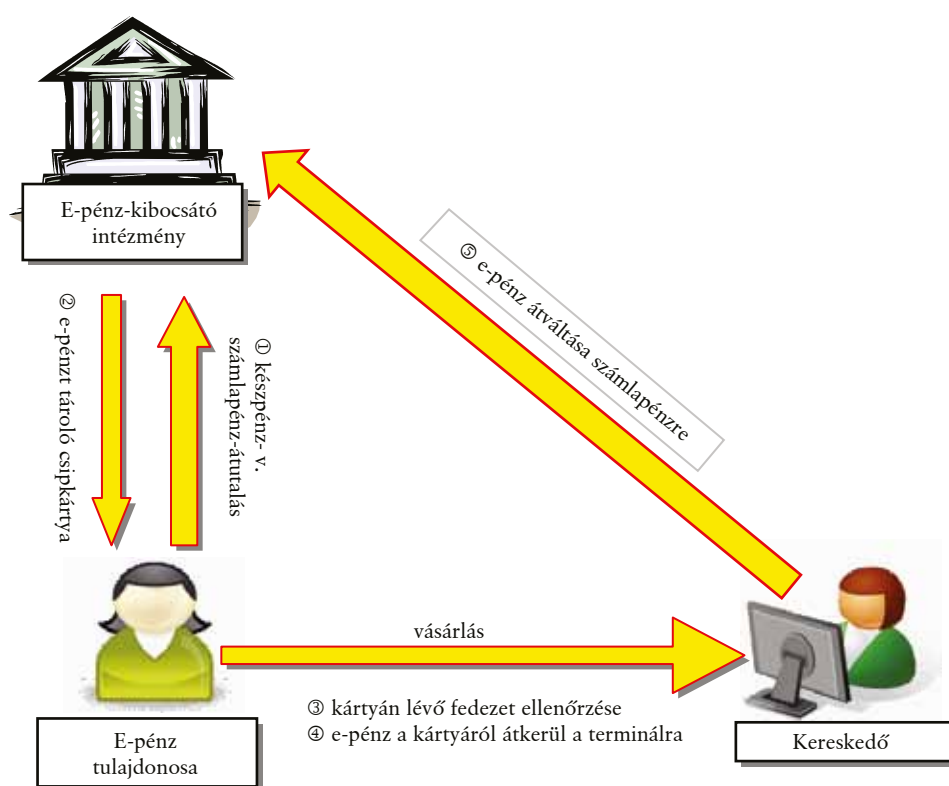 E-pénz-kibocsátó
intézmény
② e-pénzt tároló csipkártya
① készpénz- v.
számlapénz-átutalás
⑤ e-pénz átváltása számlapénzre
vásárlás
③ kártyán lévő fedezet ellenőrzése
④ e-pénz a kártyáról átkerül a terminálra
E-pénz
tulajdonosa
Kereskedő